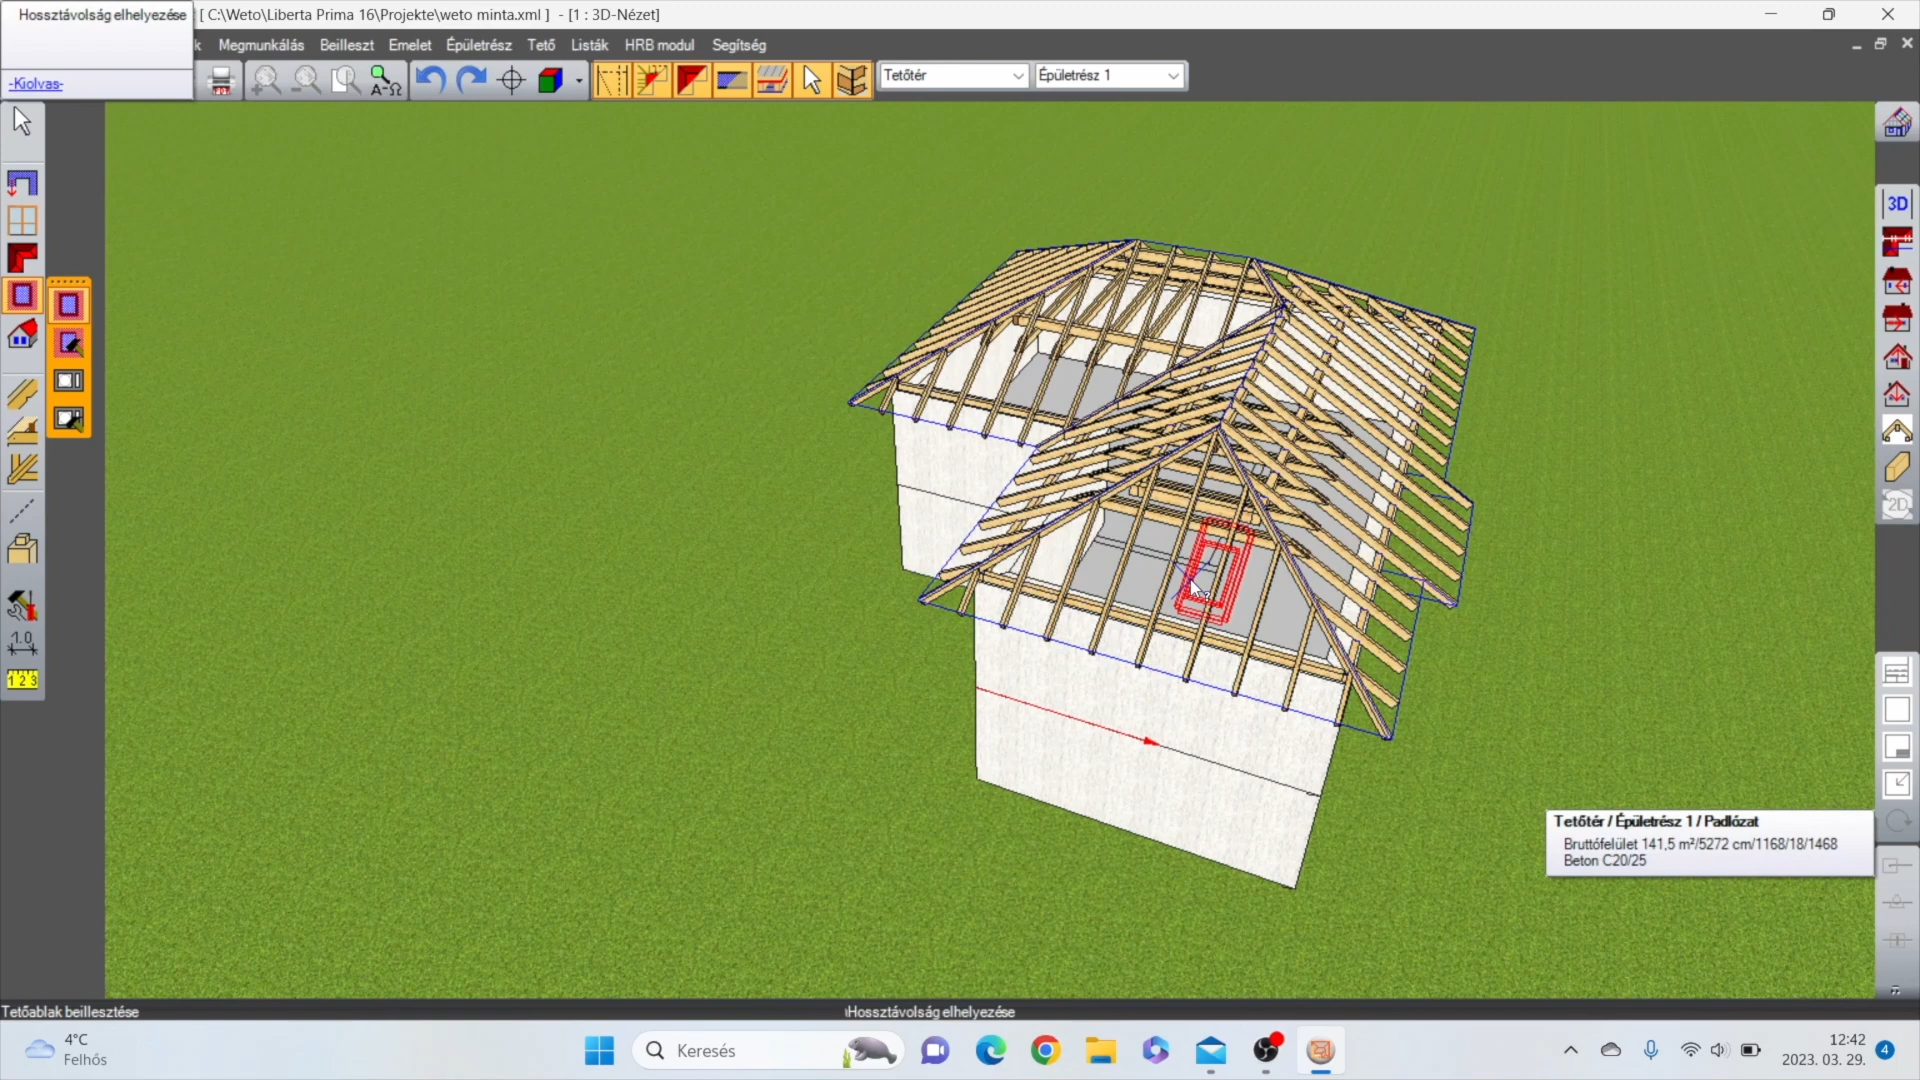 Hossztávolság elhelyezése
[ C:\Weto\Liberta Prima 16\Projekte\weto minta.xml ]  - [1 : 3D-Nézet]
k Megmunkálás Beilleszt Emelet Épületrész Tető Listák HRB modul Segítség
-Kiolvas-
A-Ω
Tetőtér
Épületrész 1
3D
2D
1.0
1 2 3
Tetőtér / Épületrész 1 / Padlózat
Bruttófelület 141,5 m²/5272 cm/1168/18/1468
Beton C20/25
Tetőablak beillesztése
Hossztávolság elhelyezése
4°C
Felhős
Keresés
12:42
2023. 03. 29.
4